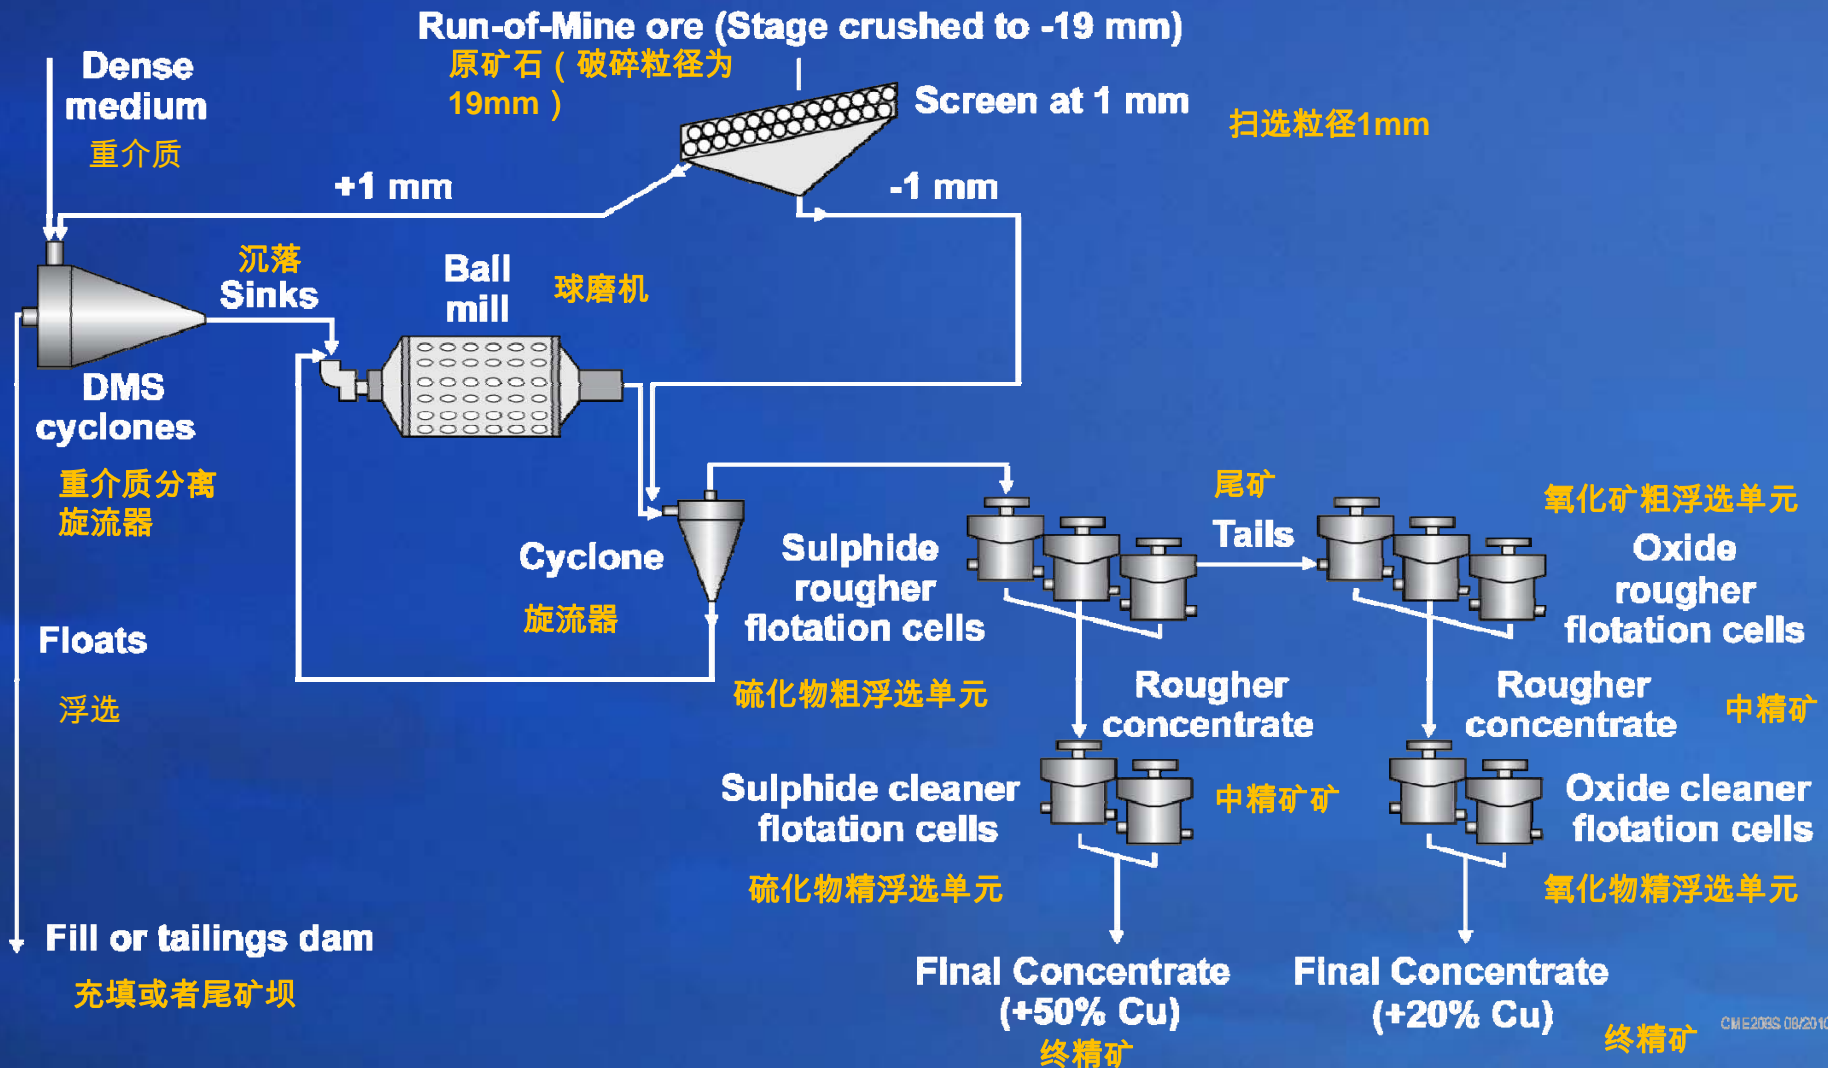 Run-of-Mine ore (Stage crushed to -19 mm)
原矿石（破碎粒径为
19mm）
Dense
medium
重介质
Screen at 1 mm
扫选粒径1mm
+1 mm
-1 mm
沉落
Sinks
Ball
mill
球磨机
DMS
cyclones
重介质分离
旋流器
Cyclone
旋流器
Sulphide
rougher
flotation cells
硫化物粗浮选单元
尾矿
Tails
氧化矿粗浮选单元
Oxide
rougher
flotation cells
Floats
浮选
Rougher
concentrate
中精矿矿
Rougher
concentrate
中精矿
Sulphide cleaner
flotation cells
硫化物精浮选单元
Oxide cleaner
flotation cells
氧化物精浮选单元
Fill or tailings dam
充填或者尾矿坝
Final Concentrate
(+50% Cu)
终精矿
Final Concentrate
(+20% Cu)
终精矿
CME208S 08/2010